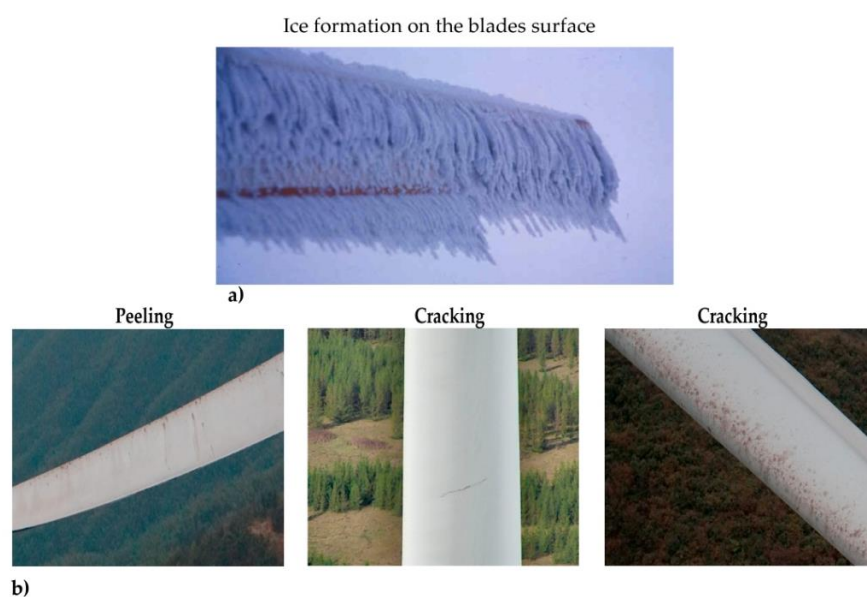 Ice formation on the blades surface
a)
Peeling
Cracking
Cracking
b)